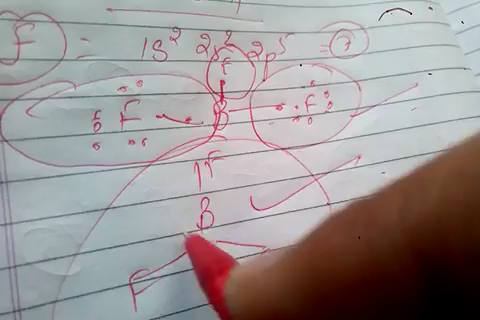 F = 1s² 2s² 2p⁵ = 7
F
F B F
F
B
F